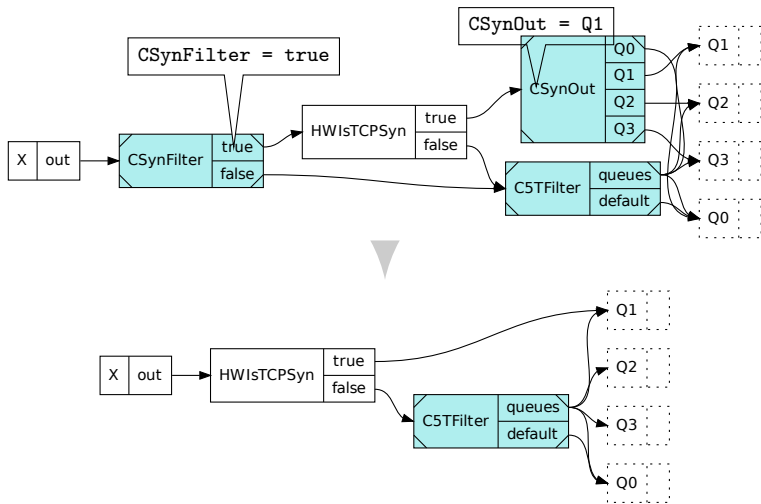 CSynFilter = true
CSynOut = Q1
X out
CSynFilter true false
HWIsTCPSyn true false
CSynOut Q0 Q1 Q2 Q3
C5TFilter queues default
Q1
Q2
Q3
Q0
X out
HWIsTCPSyn true false
C5TFilter queues default
Q1
Q2
Q3
Q0